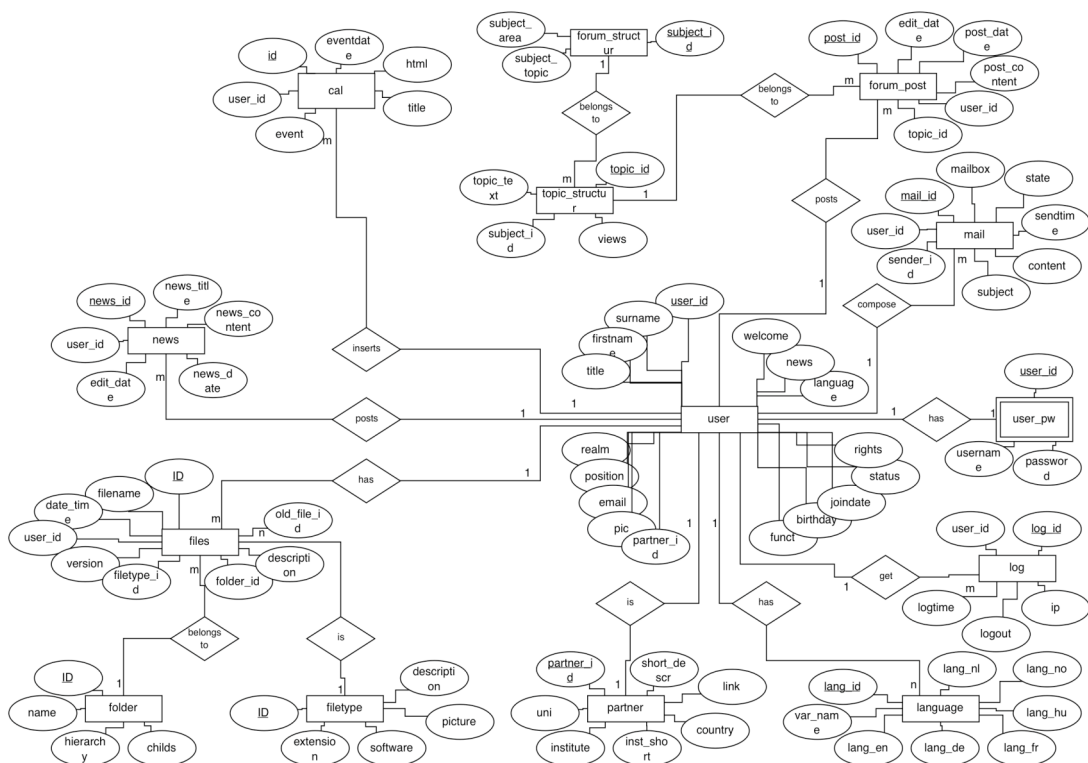 subject_
area
forum_structur
ur
subject_i
d
subject_
topic
1
belongs
to
m
topic_te
xt
topic_structu
r
topic_id
subject_i
d
views
1
id
eventdat
e
html
cal
user_id
title
event
m
post_id
edit_dat
e
post_dat
e
post_co
ntent
forum_post
user_id
topic_id
m
m
belongs
to
posts
1
mailbox
mail_id
state
user_id
mail
sendtim
e
sender_i
d
m
content
subject
compose
1
news_id
news_titl
e
news_co
ntent
user_id
news
edit_dat
e
news_d
ate
m
inserts
1
posts
1
user_id
surname
firstnam
e
title
welcome
news
languag
e
user
realm
position
email
pic
partner_i
d
rights
status
joindate
birthday
funct
1
has
1
user_id
user_pw
usernam
e
passwor
d
has
1
ID
filename
date_tim
e
user_id
files
old_file_i
d
version
filetype_i
d
folder_id
descripti
on
m
n
m
belongs
to
1
is
1
ID
name
folder
hierarch
y
childs
ID
filetype
descripti
on
picture
extensio
n
software
1
is
1
partner_i
d
short_de
scr
link
uni
partner
country
institute
inst_sho
rt
1
has
n
lang_id
lang_nl
lang_no
var_nam
e
language
lang_hu
lang_en
lang_de
lang_fr
1
get
m
user_id
log_id
log
logtime
logout
ip